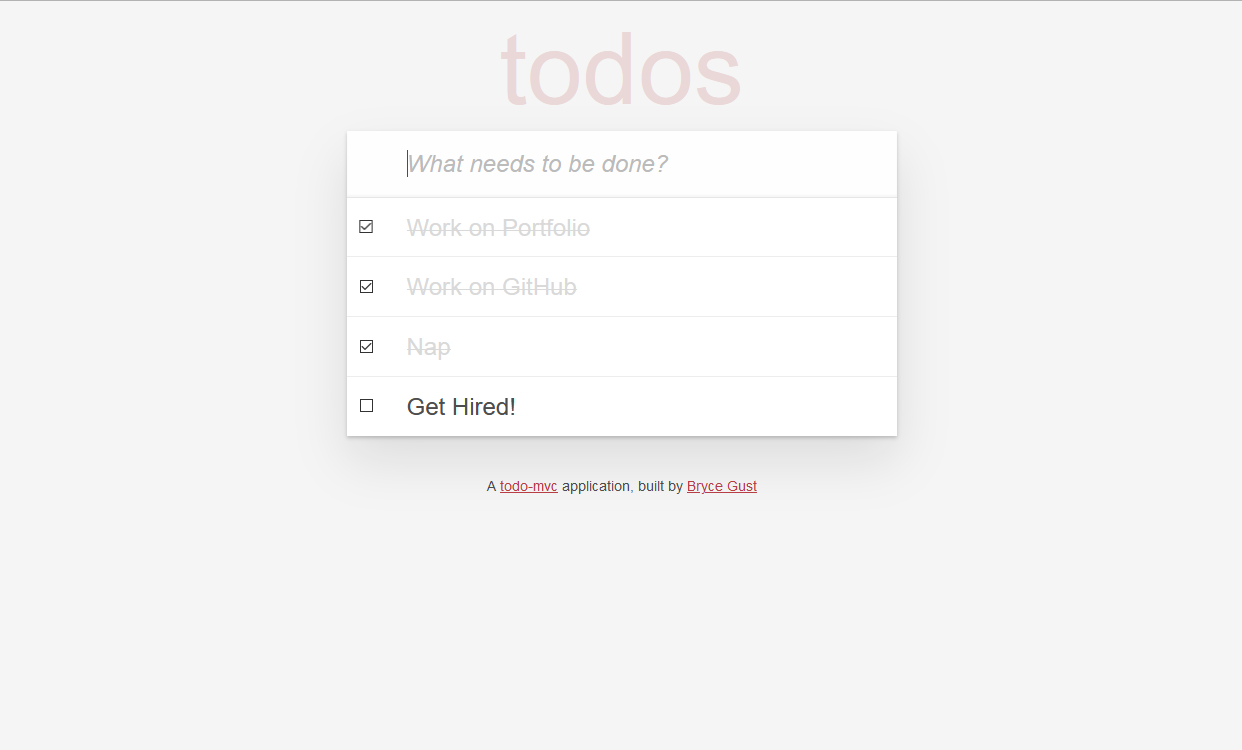 todos
What needs to be done?
Work on Portfolio
Work on GitHub
Nap
Get Hired!
A todo-mvc application, built by Bryce Gust